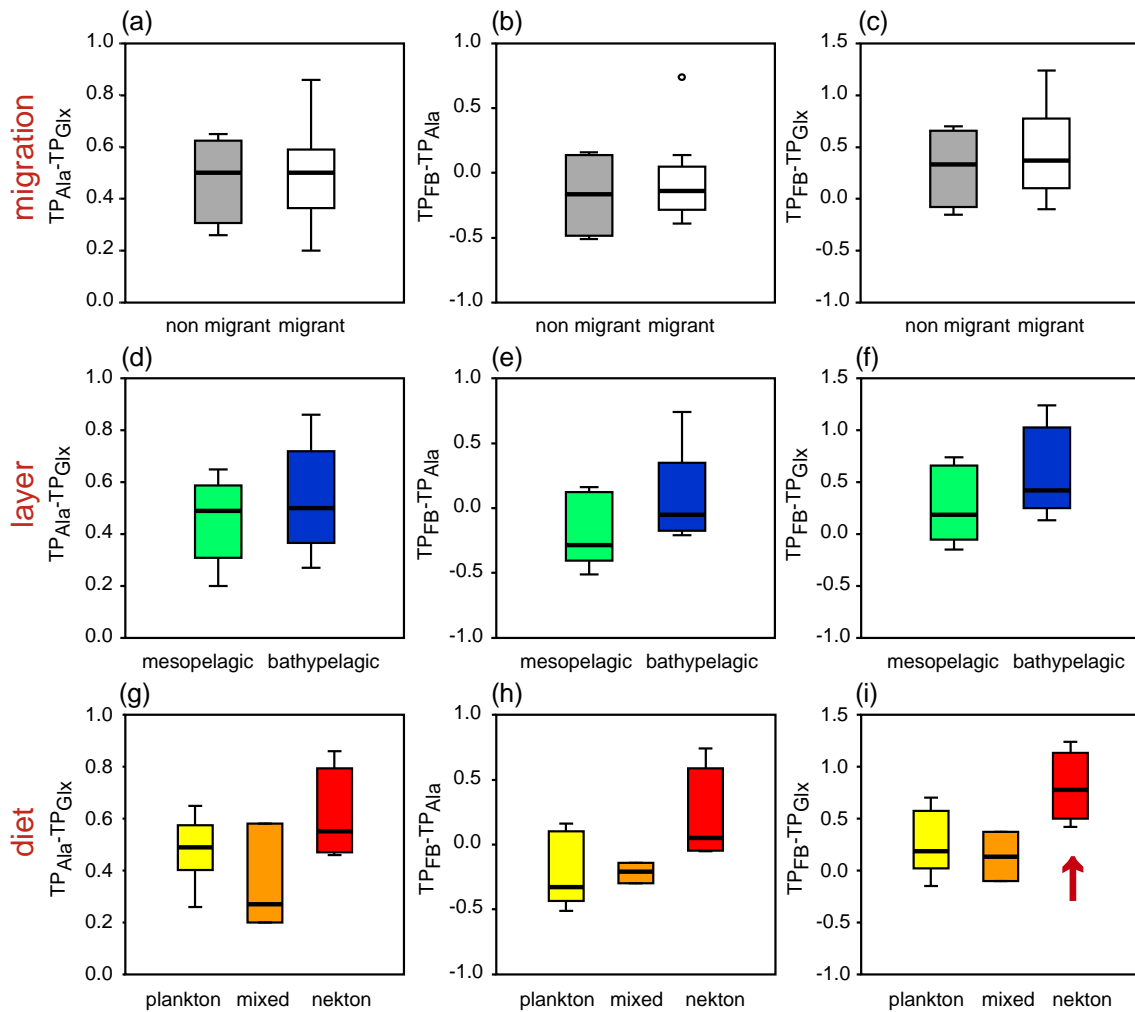 (a)
(b)
(c)
migration
TPAla-TPGlx
1.0
0.8
0.6
0.4
0.2
0.0
non migrant migrant
TPFB-TPAla
1.0
0.5
0.0
-0.5
-1.0
non migrant migrant
TPFB-TPGlx
1.5
1.0
0.5
0.0
-0.5
-1.0
non migrant migrant
(d)
(e)
(f)
layer
TPAla-TPGlx
1.0
0.8
0.6
0.4
0.2
0.0
mesopelagic bathypelagic
TPFB-TPAla
1.0
0.5
0.0
-0.5
-1.0
mesopelagic bathypelagic
TPFB-TPGlx
1.5
1.0
0.5
0.0
-0.5
-1.0
mesopelagic bathypelagic
(g)
(h)
(i)
diet
TPAla-TPGlx
1.0
0.8
0.6
0.4
0.2
0.0
plankton mixed nekton
TPFB-TPAla
1.0
0.5
0.0
-0.5
-1.0
plankton mixed nekton
TPFB-TPGlx
1.5
1.0
0.5
0.0
-0.5
-1.0
plankton mixed nekton